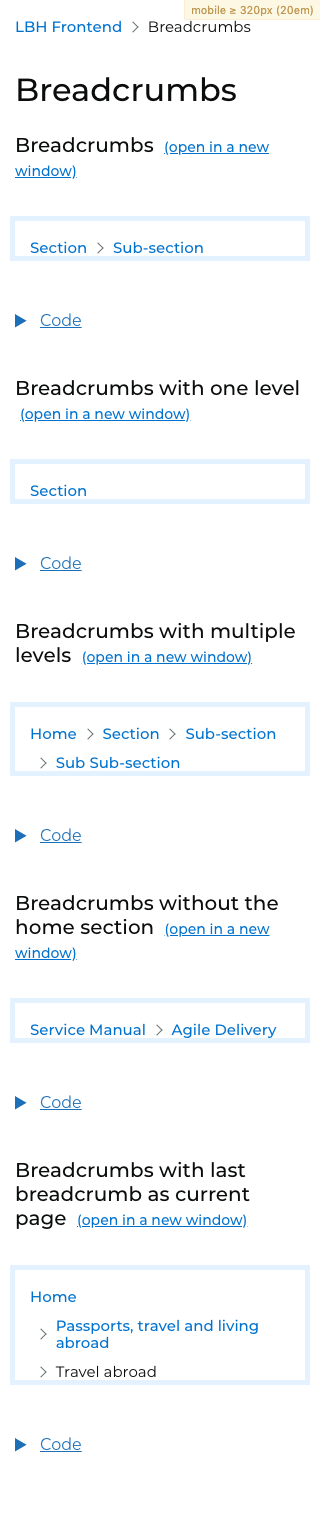 mobile ≥ 320px (20em)
LBH Frontend > Breadcrumbs
Breadcrumbs
Breadcrumbs (open in a new
window)
Section > Sub-section
Code
Breadcrumbs with one level
(open in a new window)
Section
Code
Breadcrumbs with multiple
levels (open in a new window)
Home > Section > Sub-section
> Sub Sub-section
Code
Breadcrumbs without the
home section (open in a new
window)
Service Manual > Agile Delivery
Code
Breadcrumbs with last
breadcrumb as current
page (open in a new window)
Home
> Passports, travel and living
abroad
> Travel abroad
Code